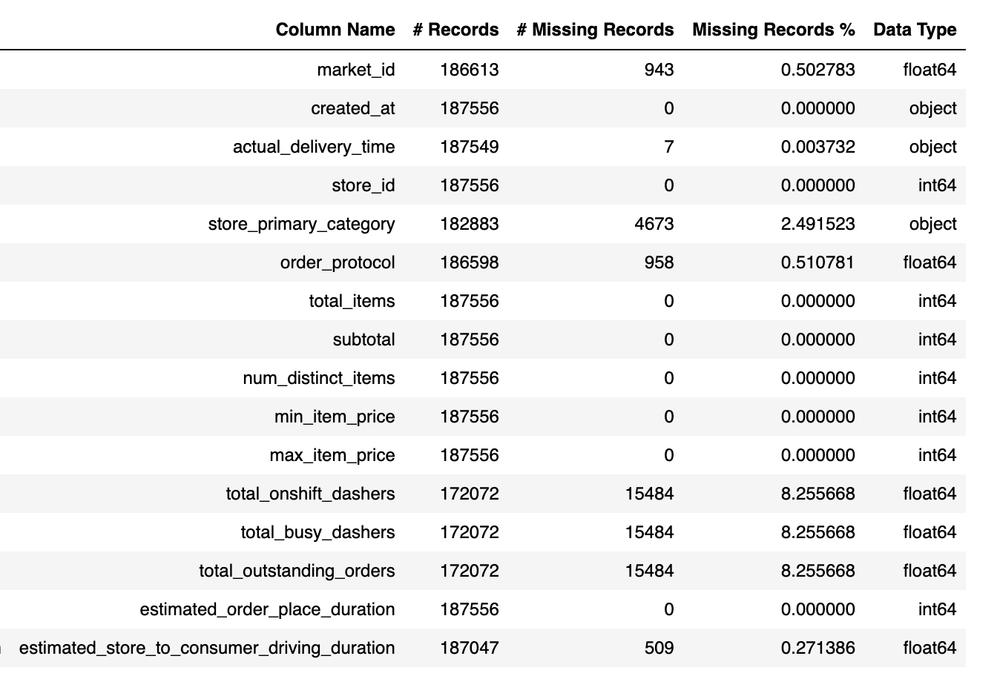 Column Name # Records # Missing Records Missing Records % Data Type
market_id 186613 943 0.502783 float64
created_at 187556 0 0.000000 object
actual_delivery_time 187549 7 0.003732 object
store_id 187556 0 0.000000 int64
store_primary_category 182883 4673 2.491523 object
order_protocol 186598 958 0.510781 float64
total_items 187556 0 0.000000 int64
subtotal 187556 0 0.000000 int64
num_distinct_items 187556 0 0.000000 int64
min_item_price 187556 0 0.000000 int64
max_item_price 187556 0 0.000000 int64
total_onshift_dashers 172072 15484 8.255668 float64
total_busy_dashers 172072 15484 8.255668 float64
total_outstanding_orders 172072 15484 8.255668 float64
estimated_order_place_duration 187556 0 0.000000 int64
estimated_store_to_consumer_driving_duration 187047 509 0.271386 float64